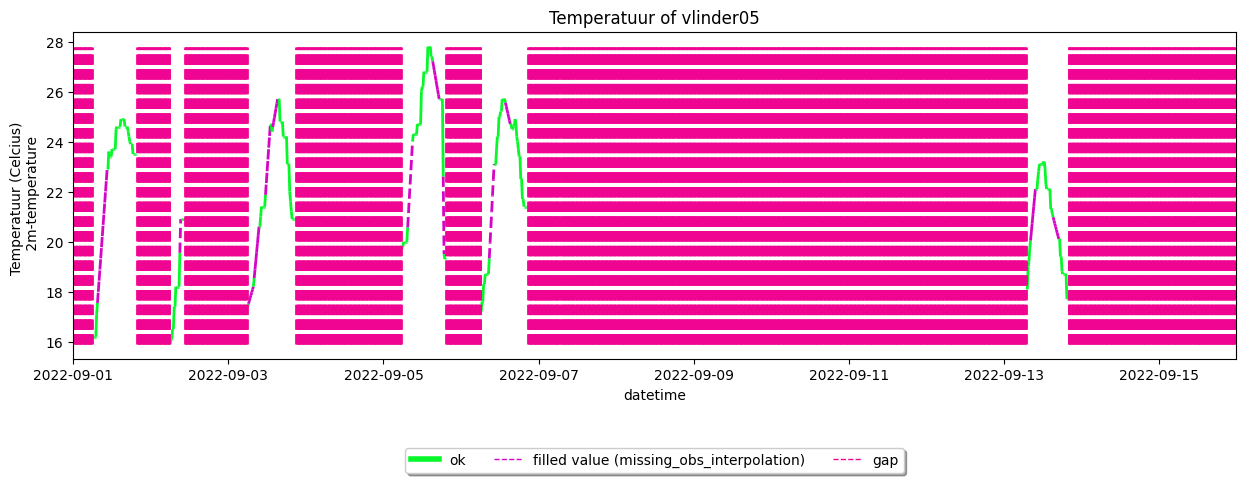 Temperatuur of vlinder05
Temperatuur (Celcius)
2m-temperature
28
26
24
22
20
18
16
2022-09-01
2022-09-03
2022-09-05
2022-09-07
2022-09-09
2022-09-11
2022-09-13
2022-09-15
datetime
ok
filled value (missing_obs_interpolation)
gap